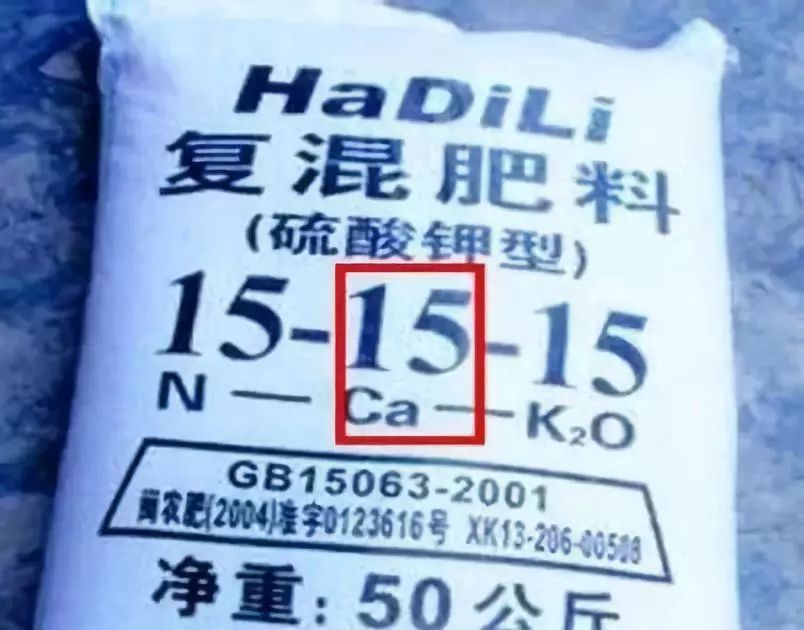 HaDiLi
复混肥料
(硫酸钾型)
15-15-15
N — Ca — K₂O
GB15063-2001
闽农肥(2004)准字0123616号 XK13-206-00508
净重: 50公斤